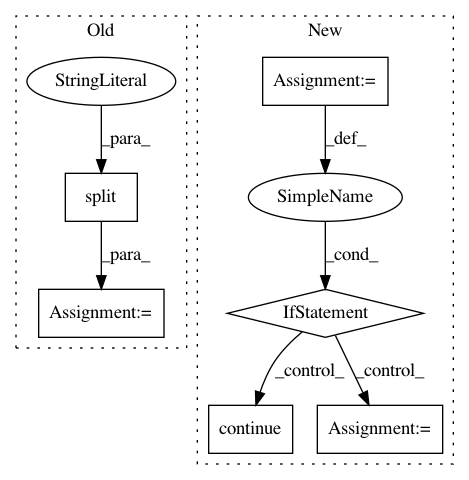 Old
New
StringLiteral
Assignment:=
_para_
_def_
split
SimpleName
_para_
_cond_
Assignment:=
IfStatement
_control_
_control_
continue
Assignment:=